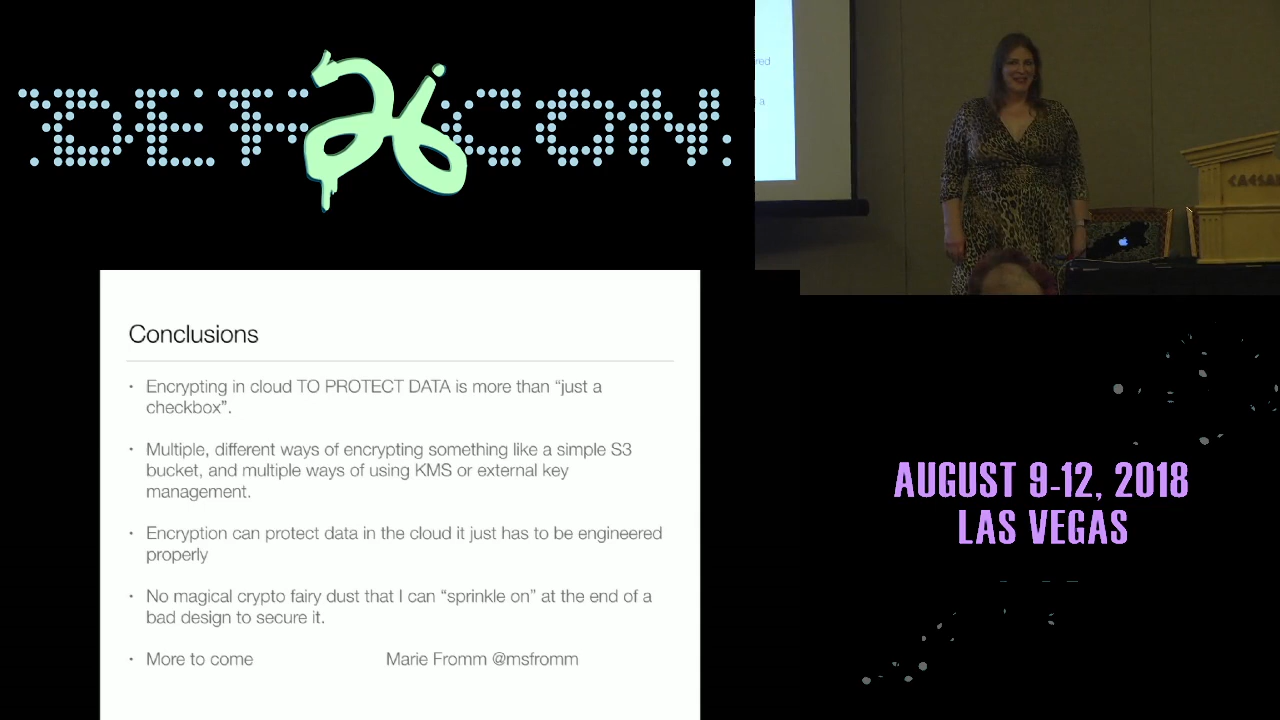 DEF CON
26
red
a
CAESA
Conclusions
• Encrypting in cloud TO PROTECT DATA is more than “just a
checkbox”.
• Multiple, different ways of encrypting something like a simple S3
bucket, and multiple ways of using KMS or external key
management.
• Encryption can protect data in the cloud it just has to be engineered
properly
• No magical crypto fairy dust that I can “sprinkle on” at the end of a
bad design to secure it.
• More to come Marie Fromm @msfromm
AUGUST 9-12, 2018
LAS VEGAS